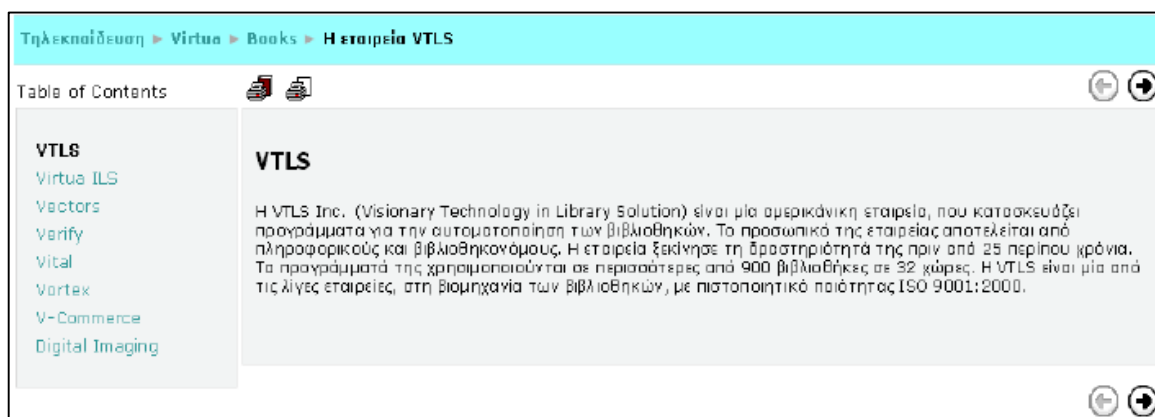 Τηλεκπαίδευση ► Virtua ► Books ► Η εταιρεία VTLS
Table of Contents
VTLS
Virtua ILS
Vectors
Verify
Vital
Vortex
V-Commerce
Digital Imaging
VTLS
Η VTLS Inc. (Visionary Technology in Library Solution) είναι μία αμερικάνικη εταιρεία, που κατασκευάζει
προγράμματα για την αυτοματοποίηση των βιβλιοθηκών. Το προσωπικό της εταιρείας αποτελείται από
πληροφορικούς και βιβλιοθηκονόμους. Η εταιρεία ξεκίνησε τη δραστηριότητά της πριν από 25 περίπου χρόνια.
Τα προγράμματά της χρησιμοποιούνται σε περισσότερες από 900 βιβλιοθήκες σε 32 χώρες. Η VTLS είναι μία από
τις λίγες εταιρείες, στη βιομηχανία των βιβλιοθηκών, με πιστοποιητικό ποιότητας ISO 9001:2000.